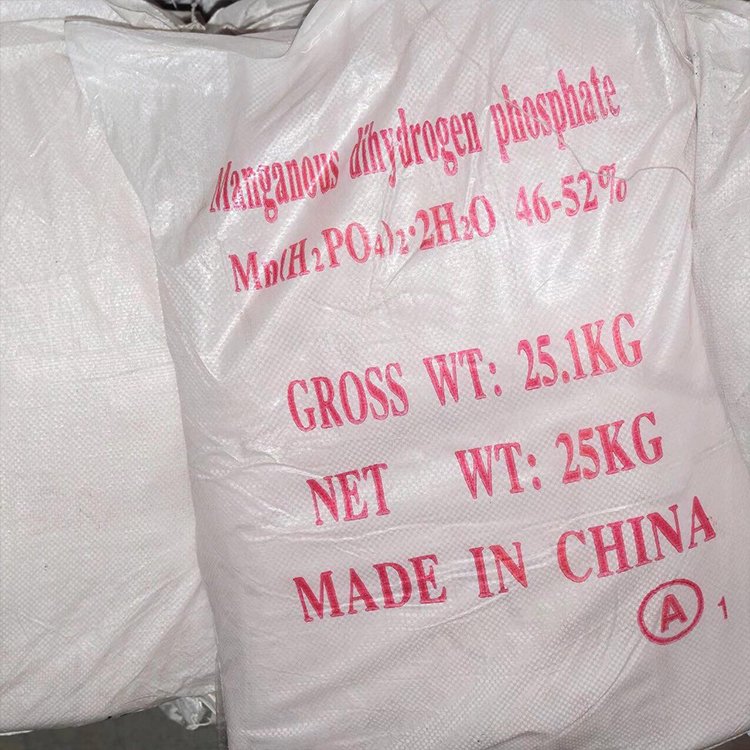 Manganous dihydrogen phosphate
Mn(H₂PO₄)₂·2H₂O 46-52%
GROSS WT: 25.1KG
NET WT: 25KG
MADE IN CHINA
A 1